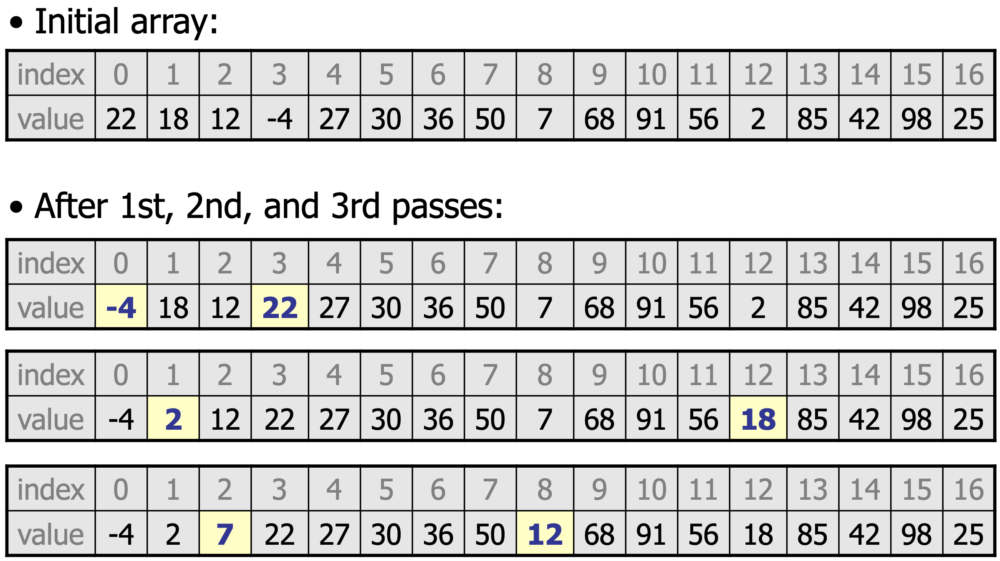 • Initial array:
index 0 1 2 3 4 5 6 7 8 9 10 11 12 13 14 15 16
value 22 18 12 -4 27 30 36 50 7 68 91 56 2 85 42 98 25
• After 1st, 2nd, and 3rd passes:
index 0 1 2 3 4 5 6 7 8 9 10 11 12 13 14 15 16
value -4 18 12 22 27 30 36 50 7 68 91 56 2 85 42 98 25
index 0 1 2 3 4 5 6 7 8 9 10 11 12 13 14 15 16
value -4 2 12 22 27 30 36 50 7 68 91 56 18 85 42 98 25
index 0 1 2 3 4 5 6 7 8 9 10 11 12 13 14 15 16
value -4 2 7 22 27 30 36 50 12 68 91 56 18 85 42 98 25